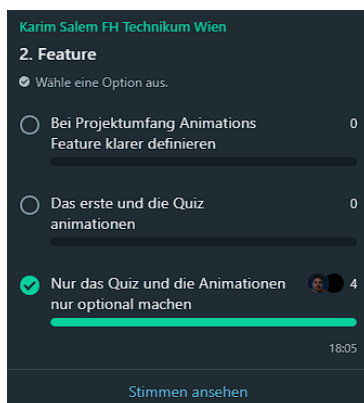 Karim Salem FH Technikum Wien
2. Feature
Wähle eine Option aus.
Bei Projektumfang Animations 0
Feature klarer definieren
Das erste und die Quiz 0
animationen
Nur das Quiz und die Animationen 4
nur optional machen
18:05
Stimmen ansehen